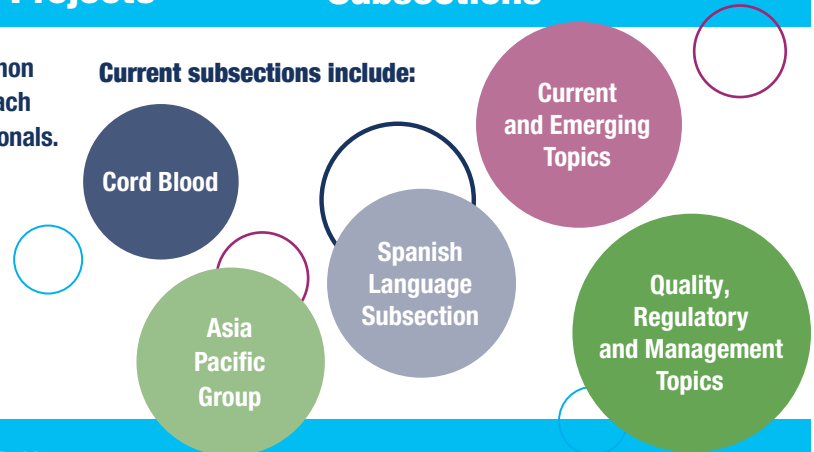 Projects
Subsections
Current subsections include:
Cord Blood
Current
and Emerging
Topics
Spanish
Language
Subsection
Asia
Pacific
Group
Quality,
Regulatory
and Management
Topics